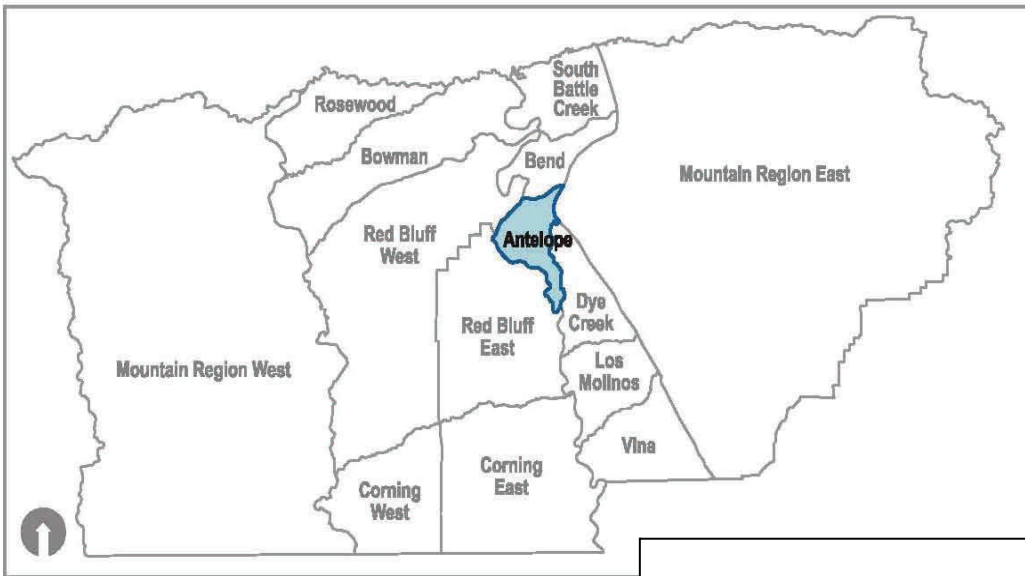 South
Battle
Creek
Rosewood
Bowman
Bend
Mountain Region East
Red Bluff
West
Antelope
Dye
Creek
Red Bluff
East
Los
Molinos
Mountain Region West
Vina
Corning
East
Corning
West